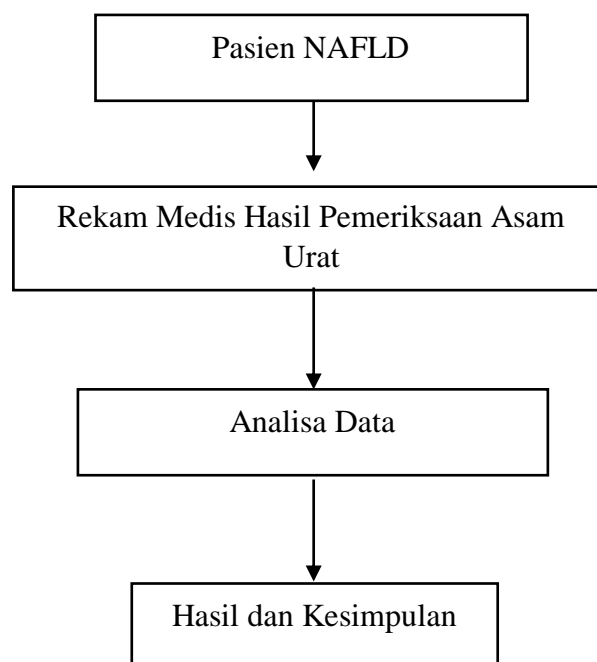 Pasien NAFLD
Rekam Medis Hasil Pemeriksaan Asam
Urat
Analisa Data
Hasil dan Kesimpulan